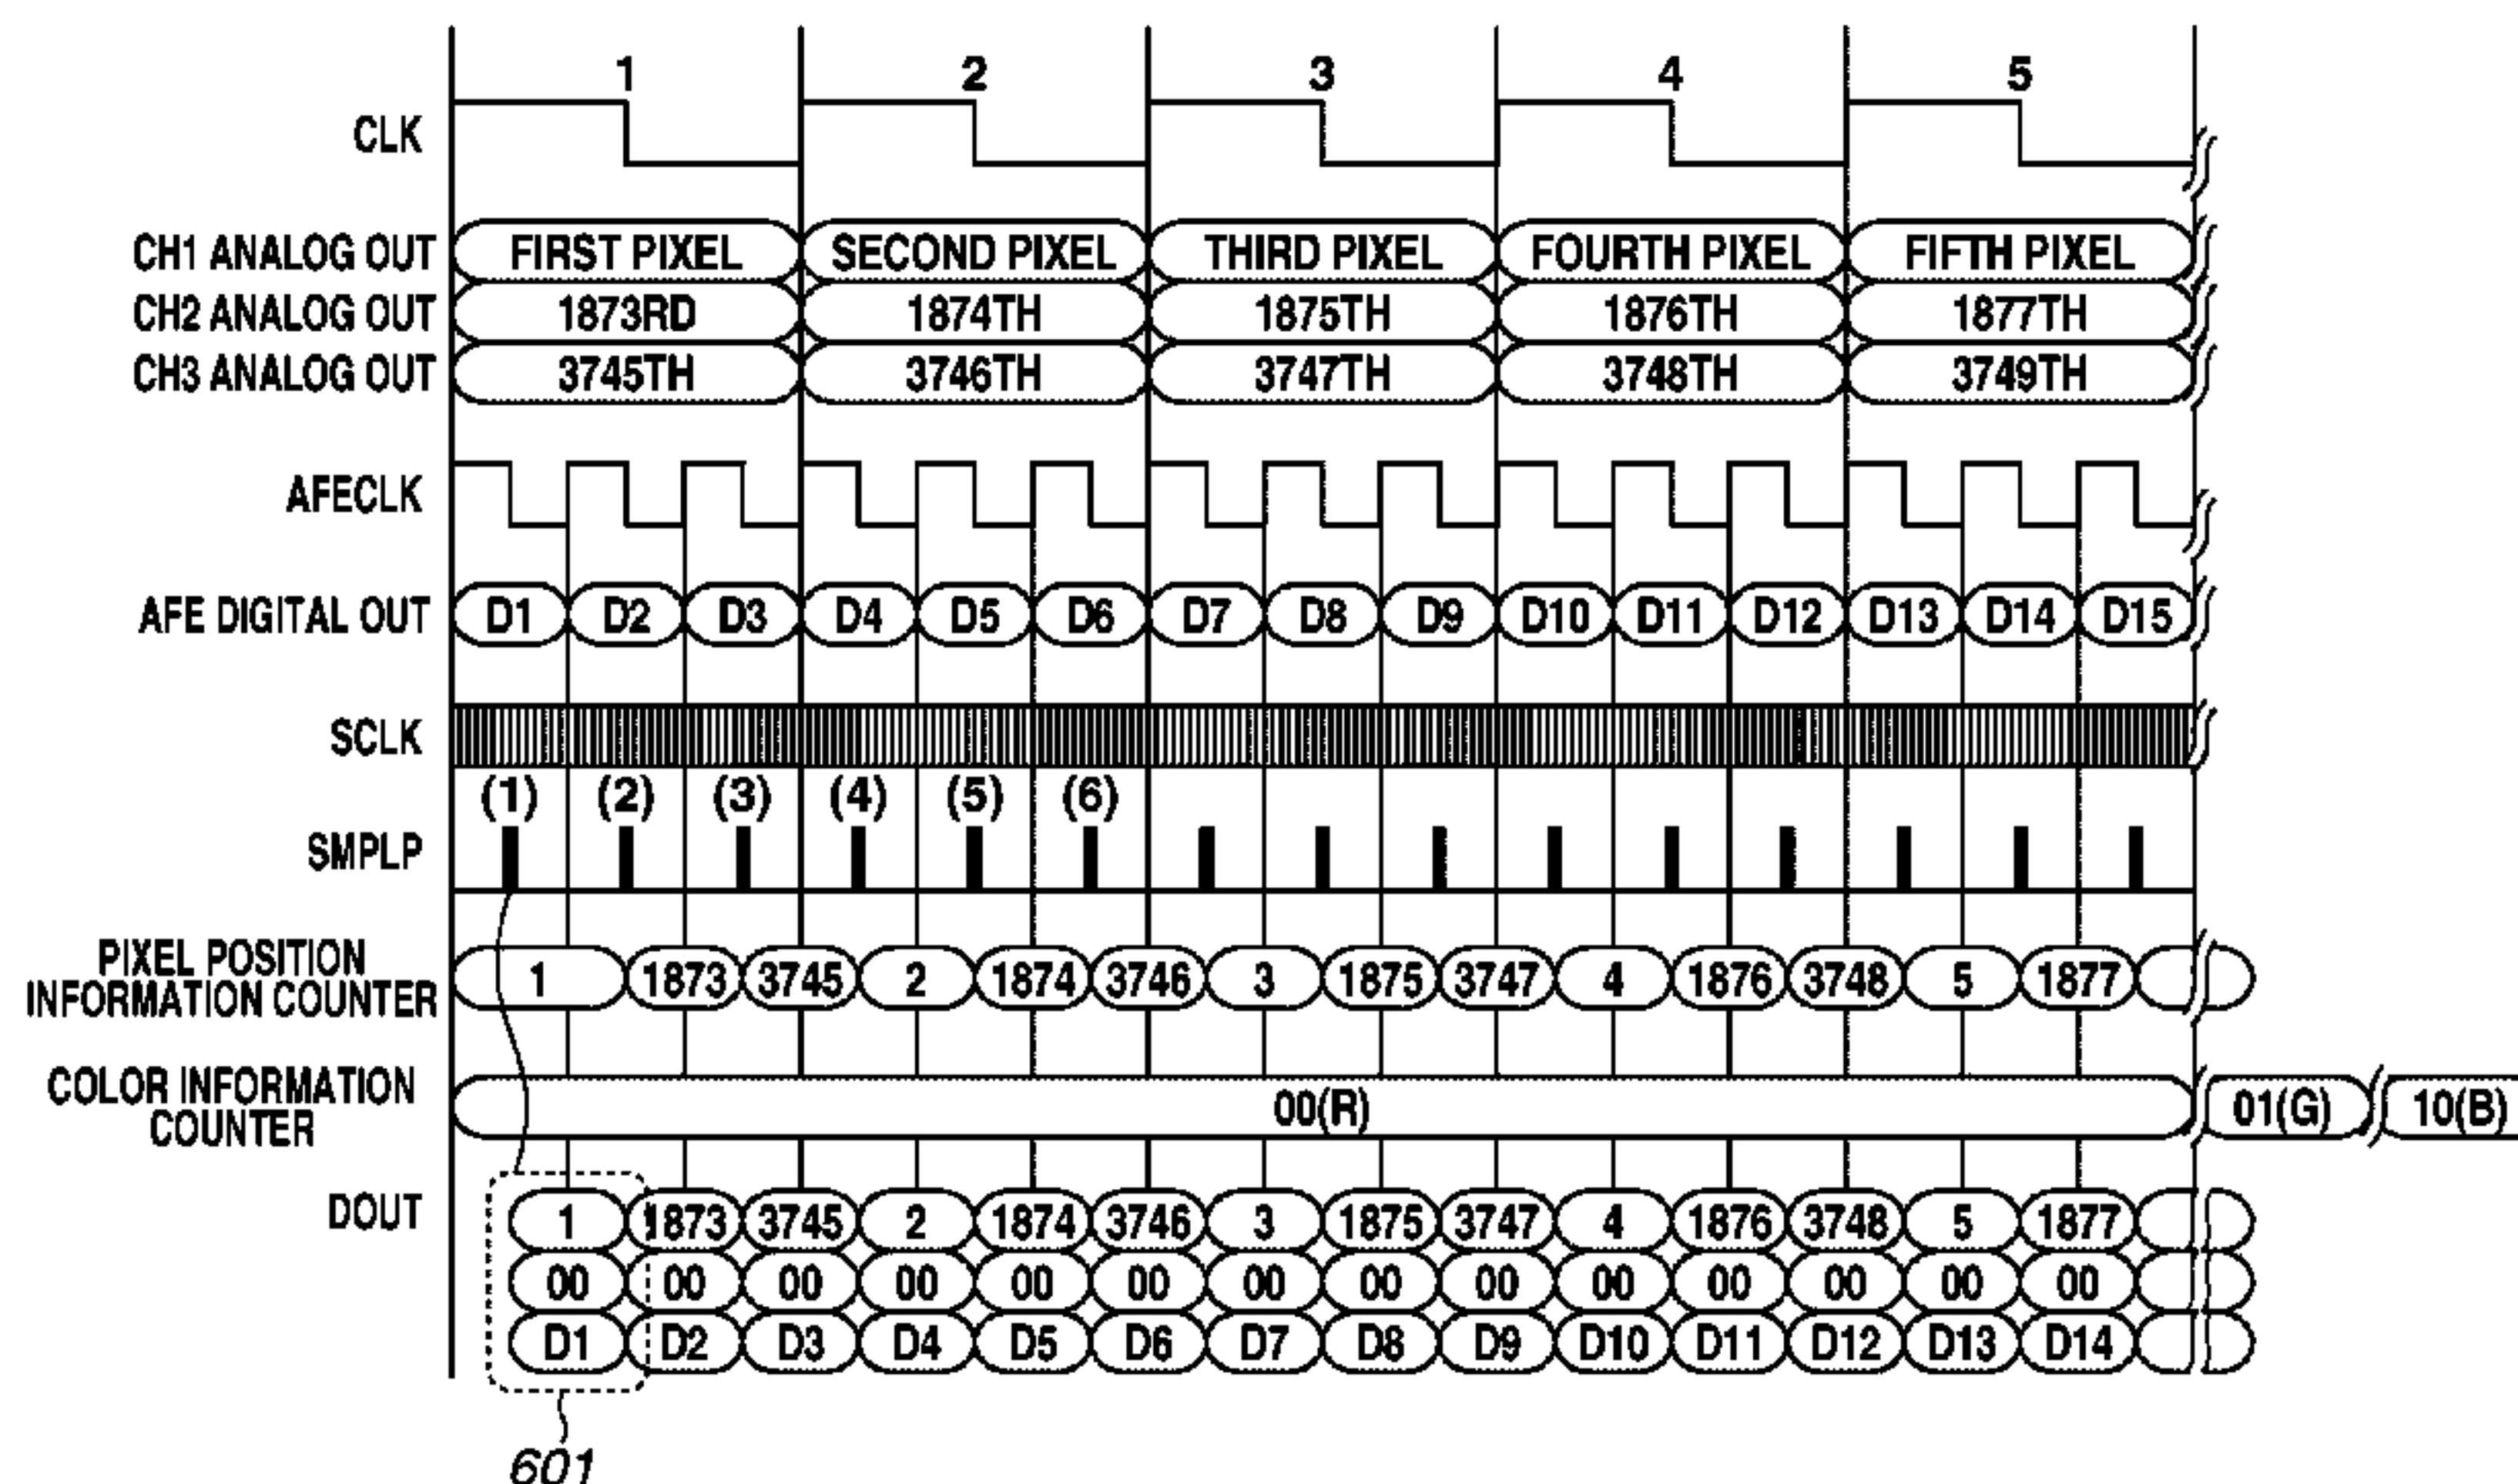 1 2 3 4 5
CLK
CH1 ANALOG OUT FIRST PIXEL SECOND PIXEL THIRD PIXEL FOURTH PIXEL FIFTH PIXEL
CH2 ANALOG OUT 1873RD 1874TH 1875TH 1876TH 1877TH
CH3 ANALOG OUT 3745TH 3746TH 3747TH 3748TH 3749TH
AFECLK
AFE DIGITAL OUT D1 D2 D3 D4 D5 D6 D7 D8 D9 D10 D11 D12 D13 D14 D15
SCLK
(1) (2) (3) (4) (5) (6)
SMPLP
PIXEL POSITION
INFORMATION COUNTER 1 1873 3745 2 1874 3746 3 1875 3747 4 1876 3748 5 1877
COLOR INFORMATION
COUNTER 00(R) 01(G) 10(B)
DOUT 1 1873 3745 2 1874 3746 3 1875 3747 4 1876 3748 5 1877
00 00 00 00 00 00 00 00 00 00 00 00 00 00
D1 D2 D3 D4 D5 D6 D7 D8 D9 D10 D11 D12 D13 D14
601